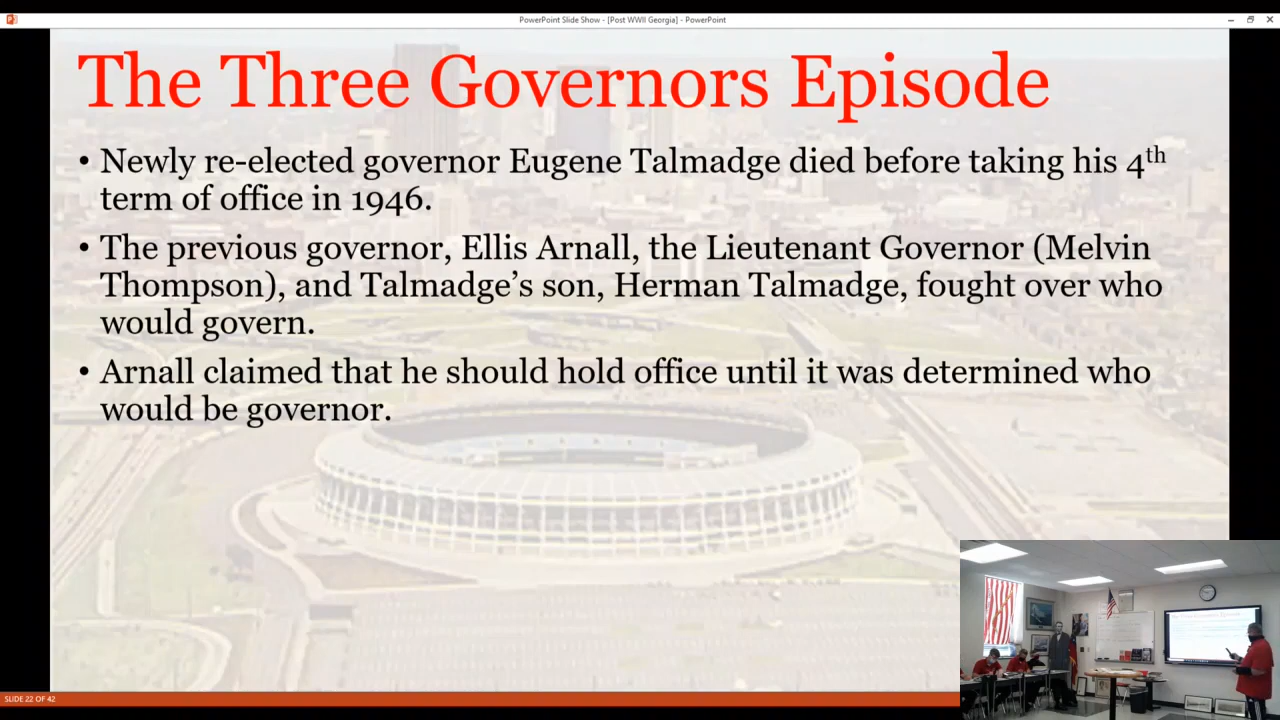 PowerPoint Slide Show - [Post WWII Georgia] - PowerPoint
The Three Governors Episode
• Newly re-elected governor Eugene Talmadge died before taking his 4th
term of office in 1946.
• The previous governor, Ellis Arnall, the Lieutenant Governor (Melvin
Thompson), and Talmadge's son, Herman Talmadge, fought over who
would govern.
• Arnall claimed that he should hold office until it was determined who
would be governor.
SLIDE 22 OF 42